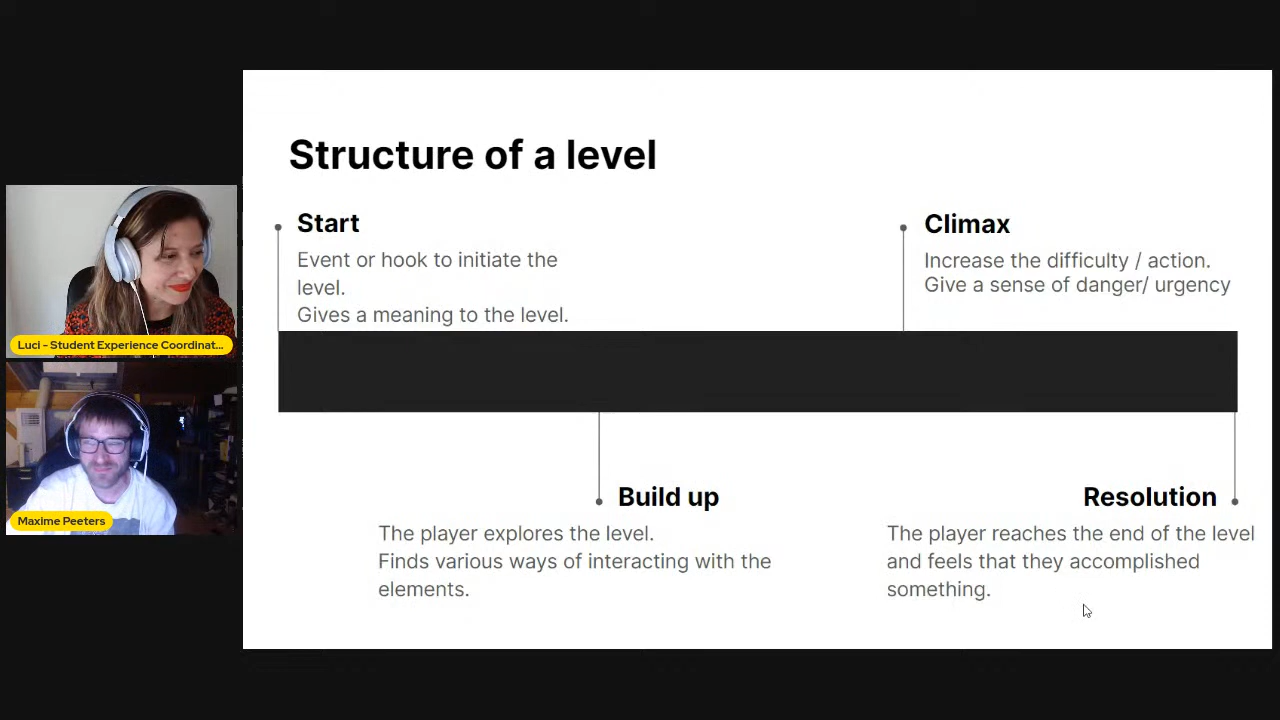 Structure of a level
Start
Event or hook to initiate the
level.
Gives a meaning to the level.
Climax
Increase the difficulty / action.
Give a sense of danger/ urgency
Build up
The player explores the level.
Finds various ways of interacting with the
elements.
Resolution
The player reaches the end of the level
and feels that they accomplished
something.
Luci - Student Experience Coordinat...
Maxime Peeters